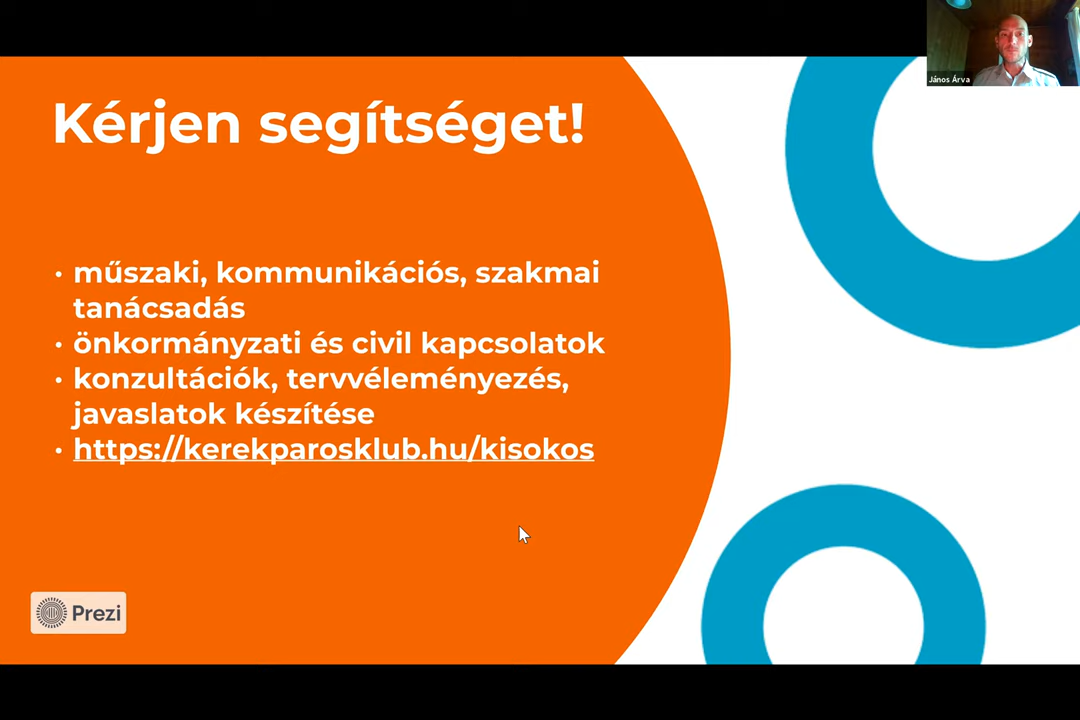 János Árva
Kérjen segítséget!
• műszaki, kommunikációs, szakmai
tanácsadás
• önkormányzati és civil kapcsolatok
• konzultációk, tervvéleményezés,
javaslatok készítése
• https://kerekparosklub.hu/kisokos
Prezi